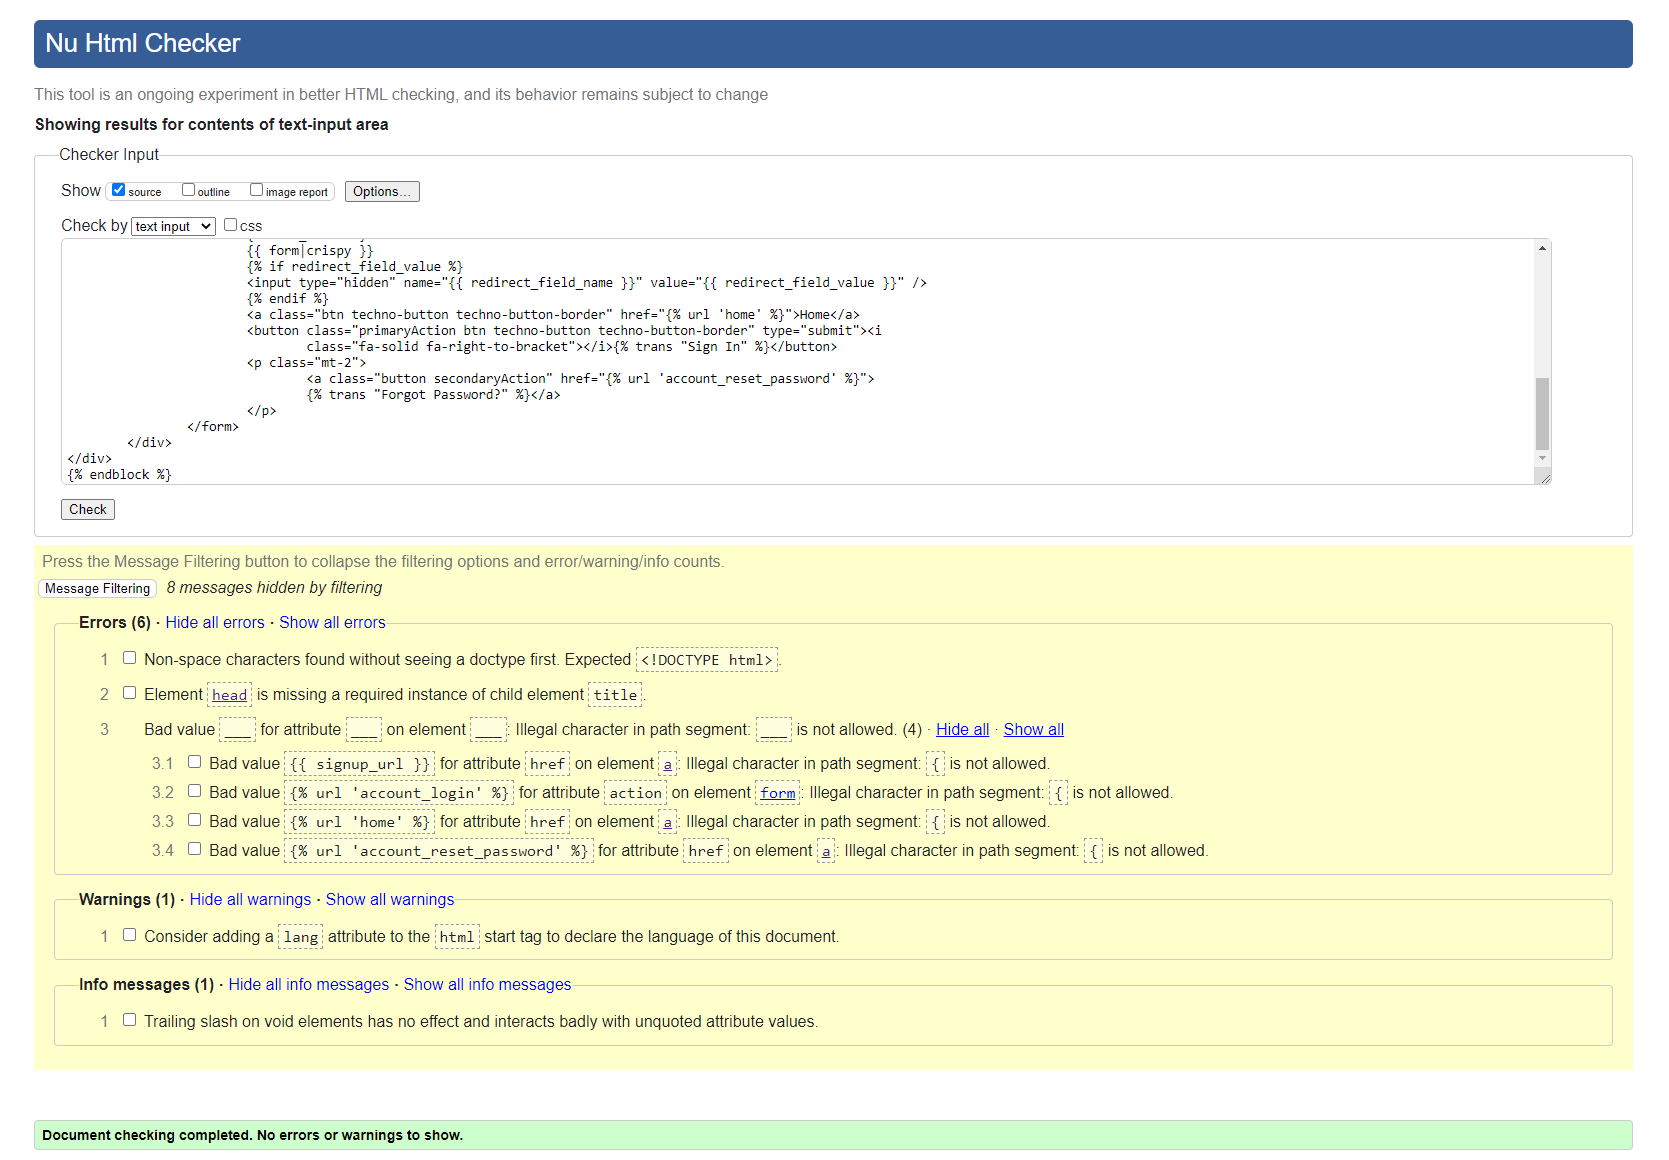 Nu Html Checker
This tool is an ongoing experiment in better HTML checking, and its behavior remains subject to change
Showing results for contents of text-input area
Checker Input
Show source outline image report Options...
Check by text input css
{{ form|crispy }}
{% if redirect_field_value %}
<input type="hidden" name="{{ redirect_field_name }}" value="{{ redirect_field_value }}" />
{% endif %}
<a class="btn techno-button techno-button-border" href="{% url 'home' %}">Home</a>
<button class="primaryAction btn techno-button techno-button-border" type="submit"><i
class="fa-solid fa-right-to-bracket"></i>{% trans "Sign In" %}</button>
<p class="mt-2">
<a class="button secondaryAction" href="{% url 'account_reset_password' %}">
{% trans "Forgot Password?" %}</a>
</p>
</form>
</div>
</div>
{% endblock %}
Check
Press the Message Filtering button to collapse the filtering options and error/warning/info counts.
Message Filtering 8 messages hidden by filtering
Errors (6) · Hide all errors · Show all errors
1 Non-space characters found without seeing a doctype first. Expected <!DOCTYPE html>.
2 Element head is missing a required instance of child element title.
3 Bad value ___ for attribute ___ on element ___: Illegal character in path segment: ___ is not allowed. (4) · Hide all · Show all
3.1 Bad value {{ signup_url }} for attribute href on element a: Illegal character in path segment: { is not allowed.
3.2 Bad value {% url 'account_login' %} for attribute action on element form: Illegal character in path segment: { is not allowed.
3.3 Bad value {% url 'home' %} for attribute href on element a: Illegal character in path segment: { is not allowed.
3.4 Bad value {% url 'account_reset_password' %} for attribute href on element a: Illegal character in path segment: { is not allowed.
Warnings (1) · Hide all warnings · Show all warnings
1 Consider adding a lang attribute to the html start tag to declare the language of this document.
Info messages (1) · Hide all info messages · Show all info messages
1 Trailing slash on void elements has no effect and interacts badly with unquoted attribute values.
Document checking completed. No errors or warnings to show.